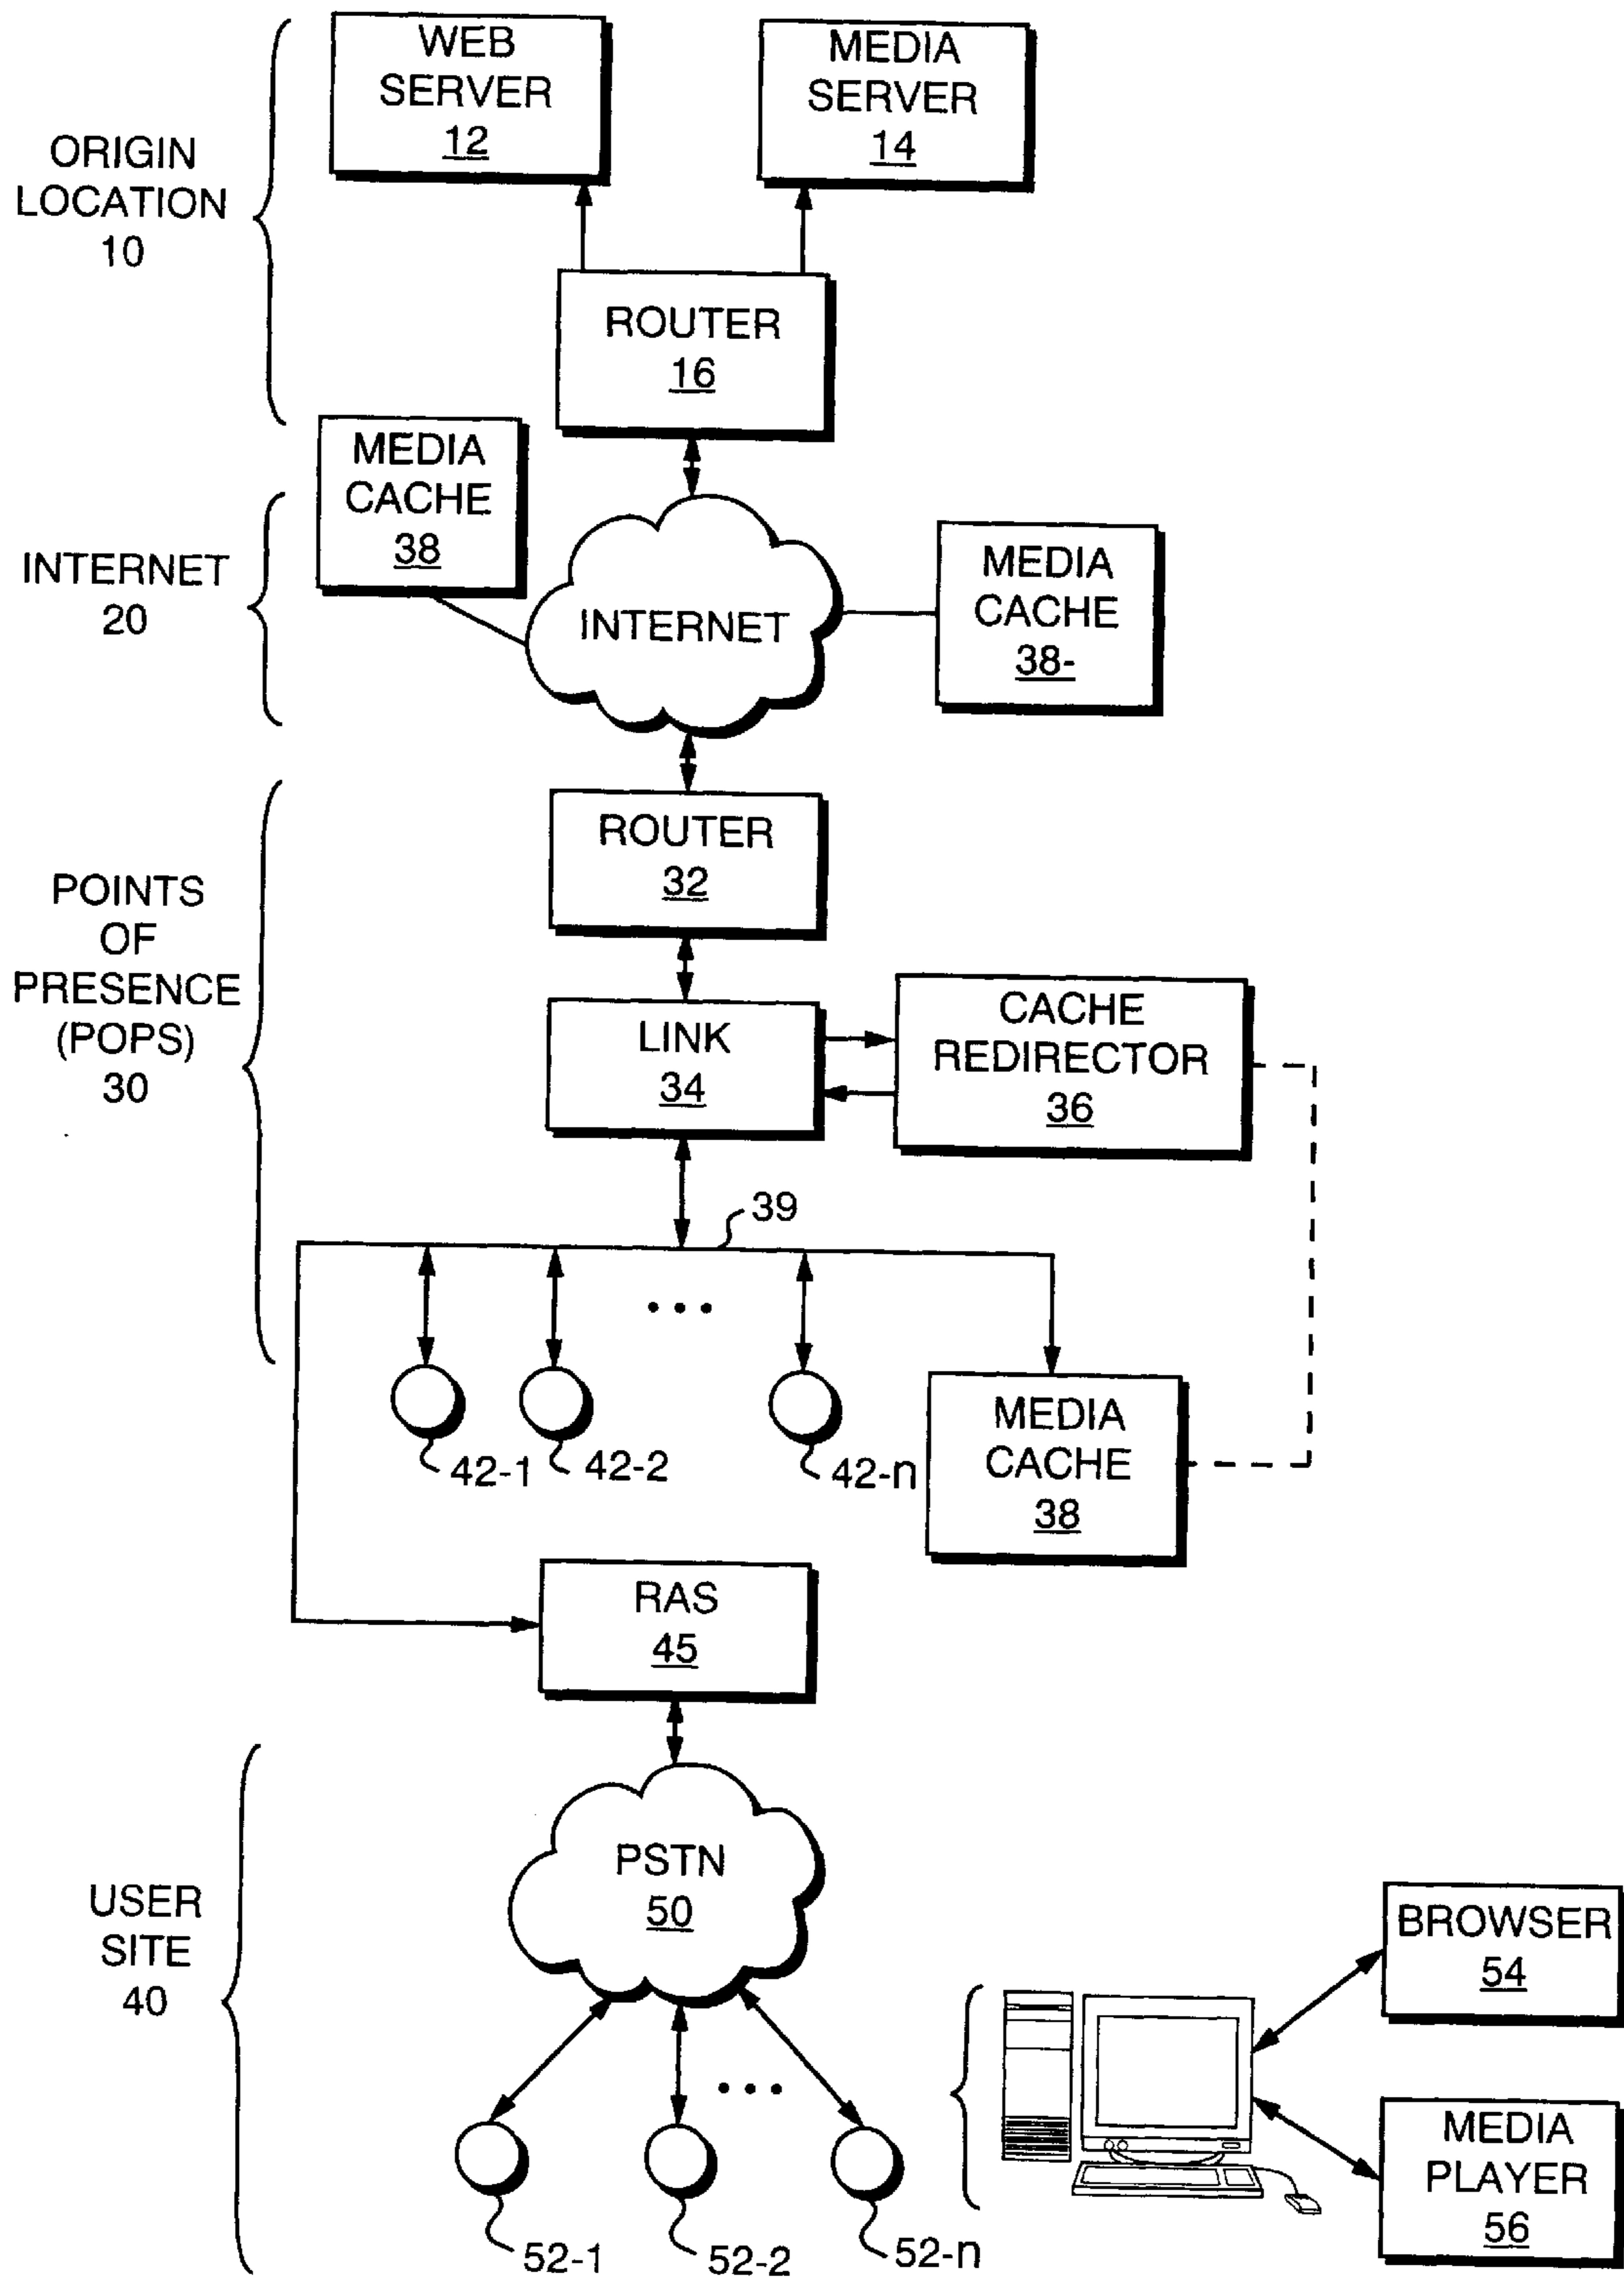 WEB
SERVER
12
MEDIA
SERVER
14
ORIGIN
LOCATION
10
ROUTER
16
MEDIA
CACHE
38
INTERNET
20
INTERNET
MEDIA
CACHE
38-
ROUTER
32
POINTS
OF
PRESENCE
(POPS)
30
LINK
34
CACHE
REDIRECTOR
36
39
42-1
42-2
42-n
MEDIA
CACHE
38
RAS
45
PSTN
50
USER
SITE
40
BROWSER
54
MEDIA
PLAYER
56
52-1
52-2
52-n